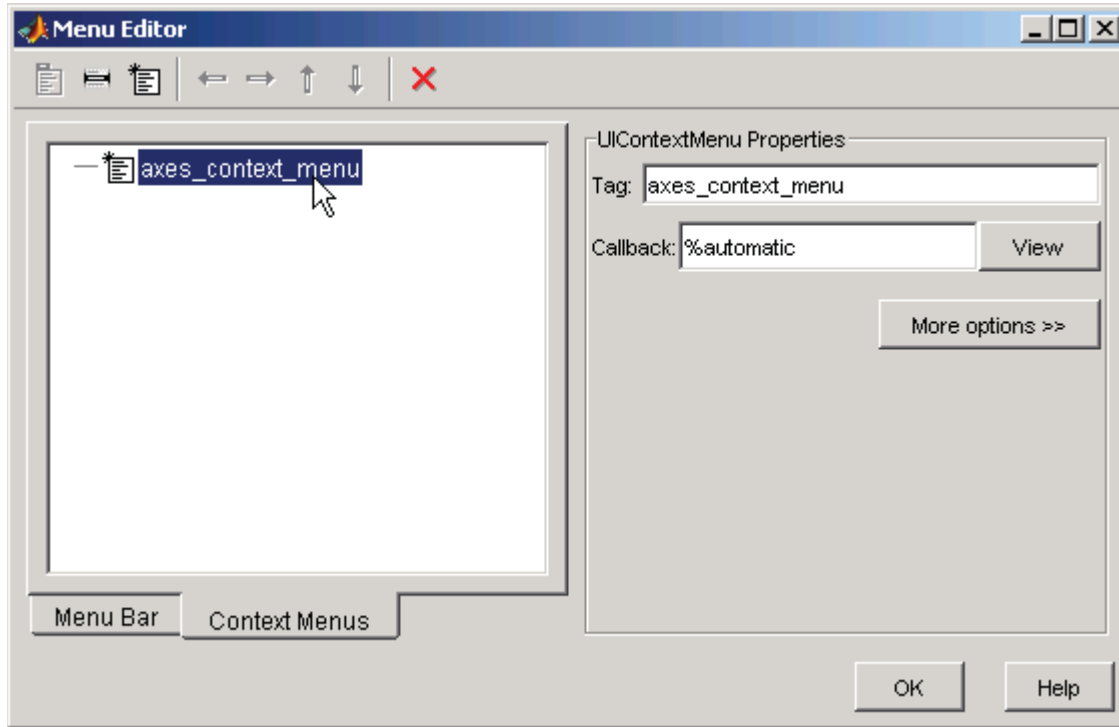 Menu Editor
axes_context_menu
Menu Bar
Context Menus
UIContextMenu Properties
Tag: axes_context_menu
Callback: %automatic View
More options >>
OK Help